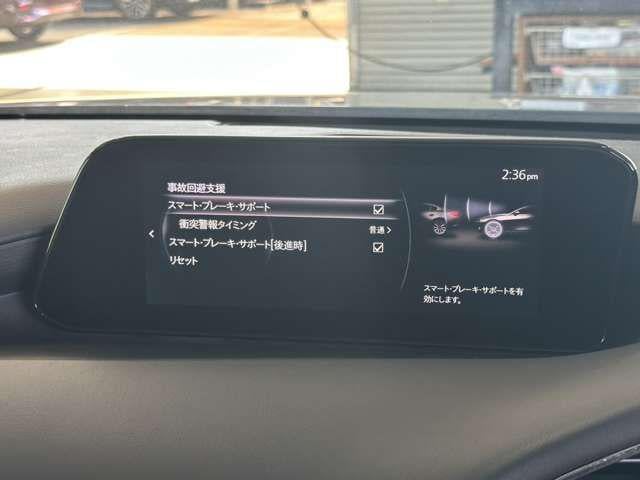 2:36pm
事故回避支援
スマート・ブレーキ・サポート
衝突警報タイミング
普通
スマート・ブレーキ・サポート[後進時]
リセット
スマート・ブレーキ・サポートを有
効にします。